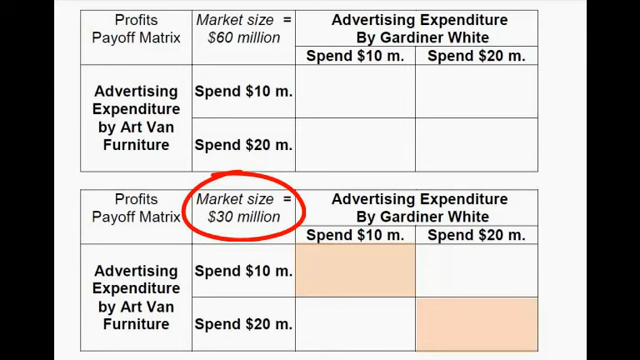 Profits
Payoff Matrix
Market size =
$60 million
Advertising Expenditure
By Gardiner White
Spend $10 m.
Spend $20 m.
Advertising
Expenditure
by Art Van
Furniture
Spend $10 m.
Spend $20 m.
Profits
Payoff Matrix
Market size =
$30 million
Advertising Expenditure
By Gardiner White
Spend $10 m.
Spend $20 m.
Advertising
Expenditure
by Art Van
Furniture
Spend $10 m.
Spend $20 m.